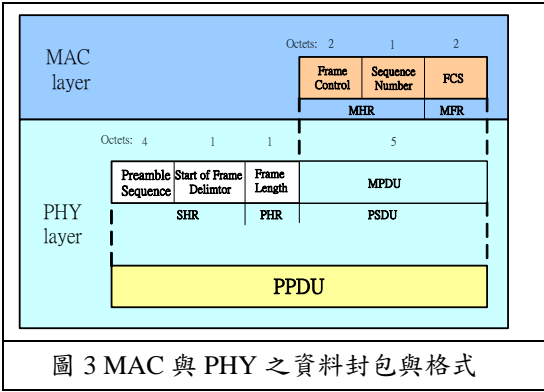 MAC
layer
Octets: 2 1 2
Frame
Control
Sequence
Number
FCS
MHR MFR
Octets: 4 1 1 5
Preamble
Sequence
Start of Frame
Delimtor
Frame
Length
MPDU
PHY
layer
SHR PHR PSDU
PPDU
圖 3 MAC 與 PHY 之資料封包與格式